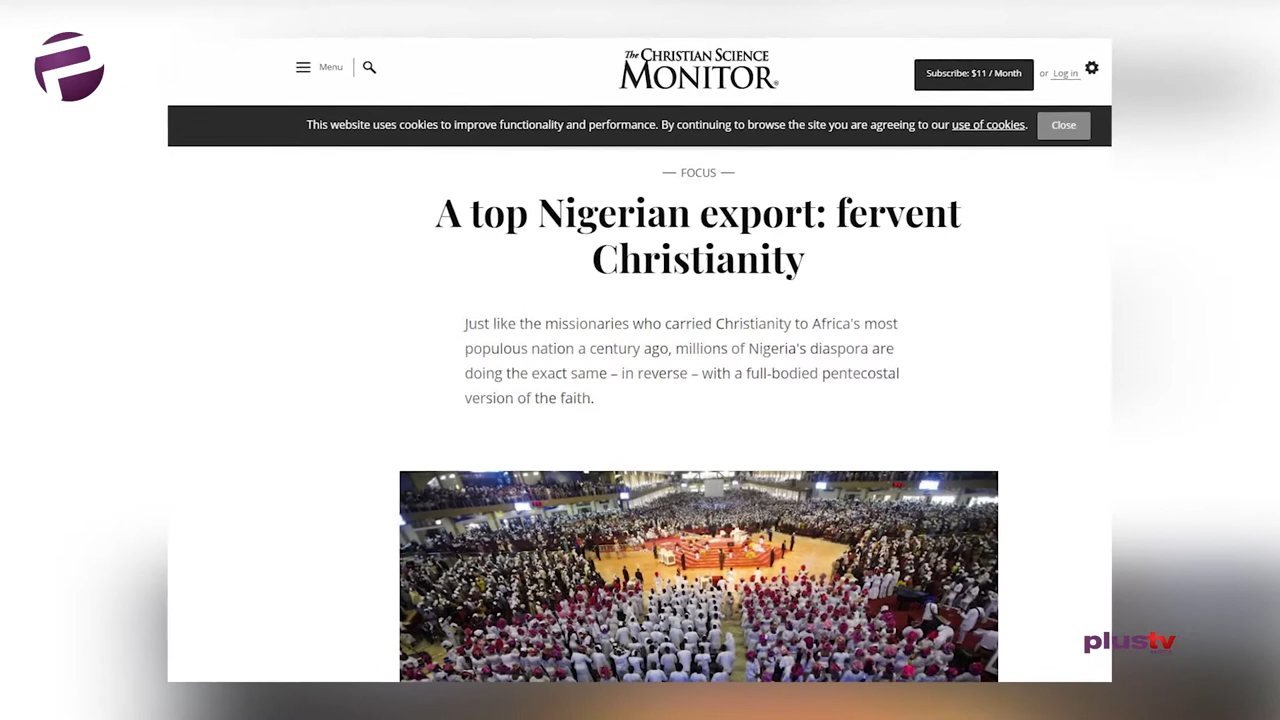 The CHRISTIAN SCIENCE
MONITOR®
Menu
Subscribe: $11 / Month
or Log in
This website uses cookies to improve functionality and performance. By continuing to browse the site you are agreeing to our use of cookies.
Close
— FOCUS —
A top Nigerian export: fervent
Christianity
Just like the missionaries who carried Christianity to Africa's most
populous nation a century ago, millions of Nigeria's diaspora are
doing the exact same – in reverse – with a full-bodied pentecostal
version of the faith.
plustv